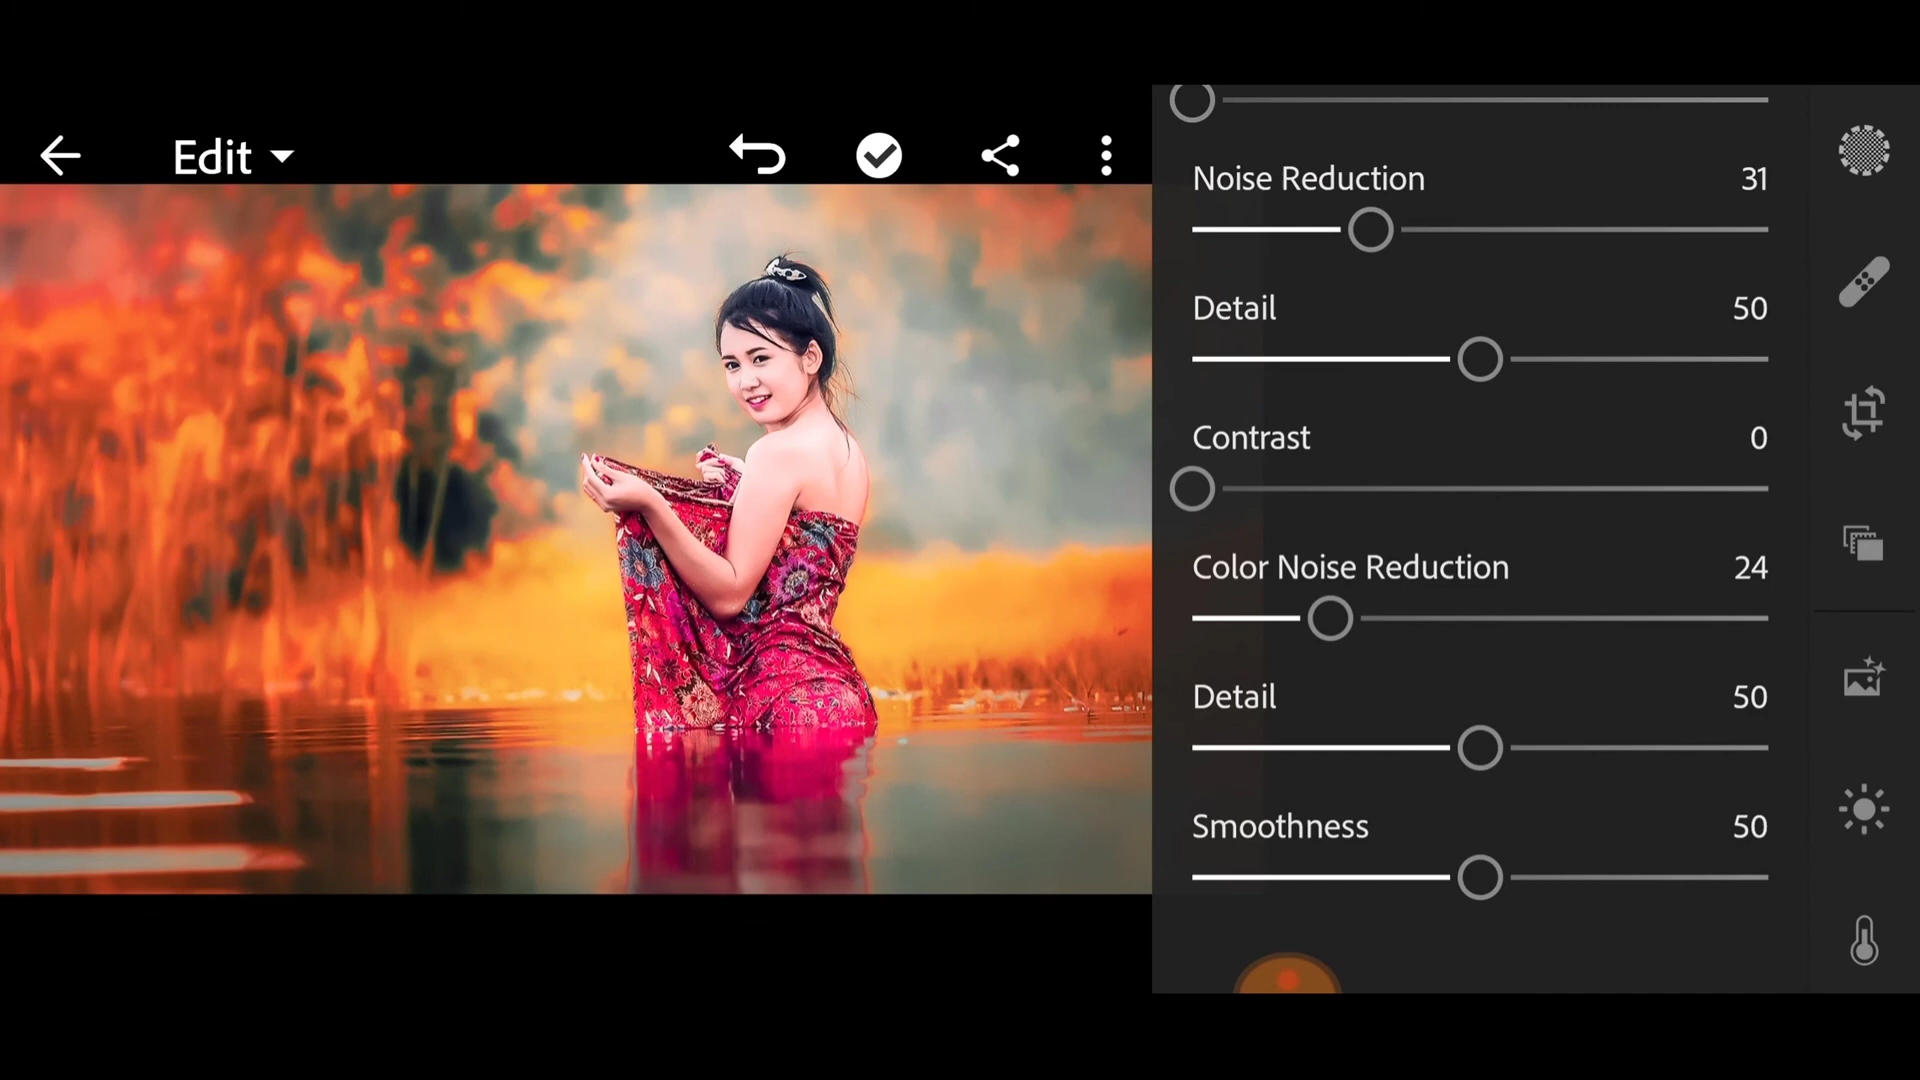 Edit
Noise Reduction 31
Detail 50
Contrast 0
Color Noise Reduction 24
Detail 50
Smoothness 50